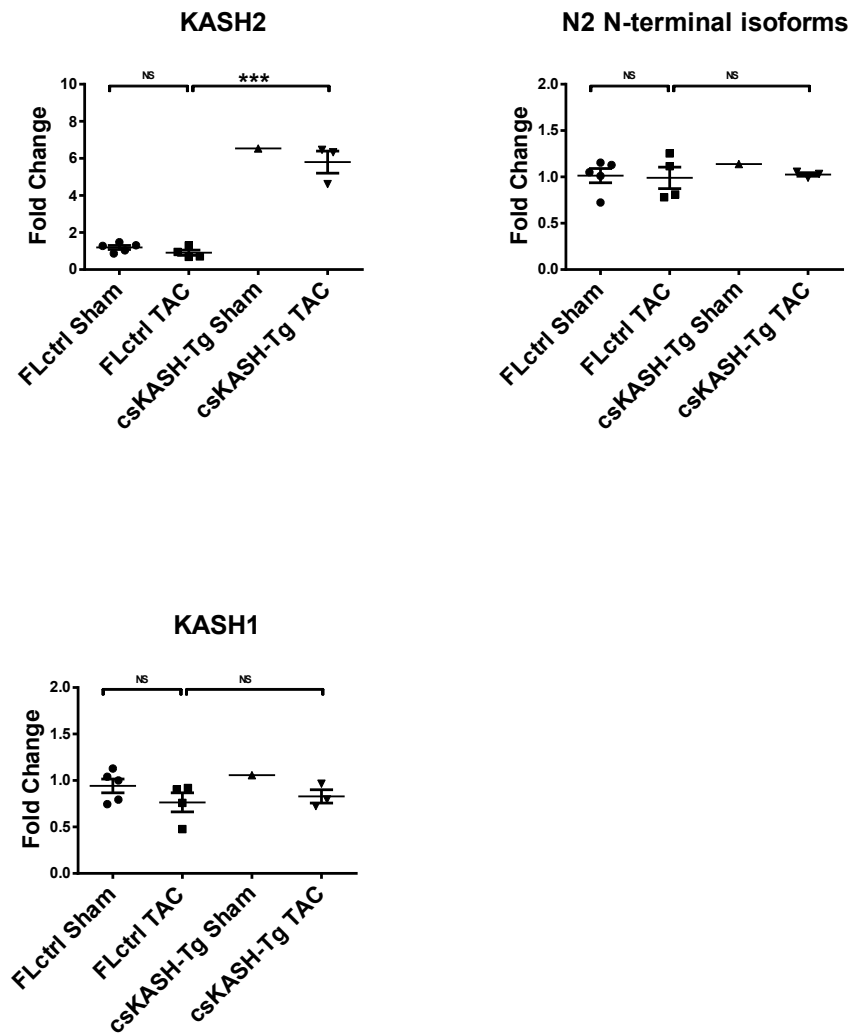 KASH2
NS
***
Fold Change
10
8
6
4
2
0
FLctrl Sham
FLctrl TAC
csKASH-Tg Sham
csKASH-Tg TAC
N2 N-terminal isoforms
NS
NS
Fold Change
2.0
1.5
1.0
0.5
0.0
FLctrl Sham
FLctrl TAC
csKASH-Tg Sham
csKASH-Tg TAC
KASH1
NS
NS
Fold Change
2.0
1.5
1.0
0.5
0.0
FLctrl Sham
FLctrl TAC
csKASH-Tg Sham
csKASH-Tg TAC